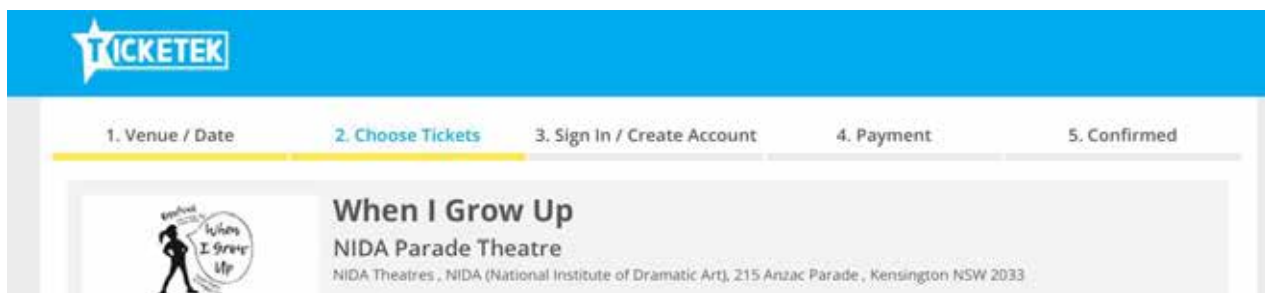 TICKETEK
1. Venue / Date
2. Choose Tickets
3. Sign In / Create Account
4. Payment
5. Confirmed
When I Grow Up
NIDA Parade Theatre
NIDA Theatres , NIDA (National Institute of Dramatic Art), 215 Anzac Parade , Kensington NSW 2033
When
I Grow
Up